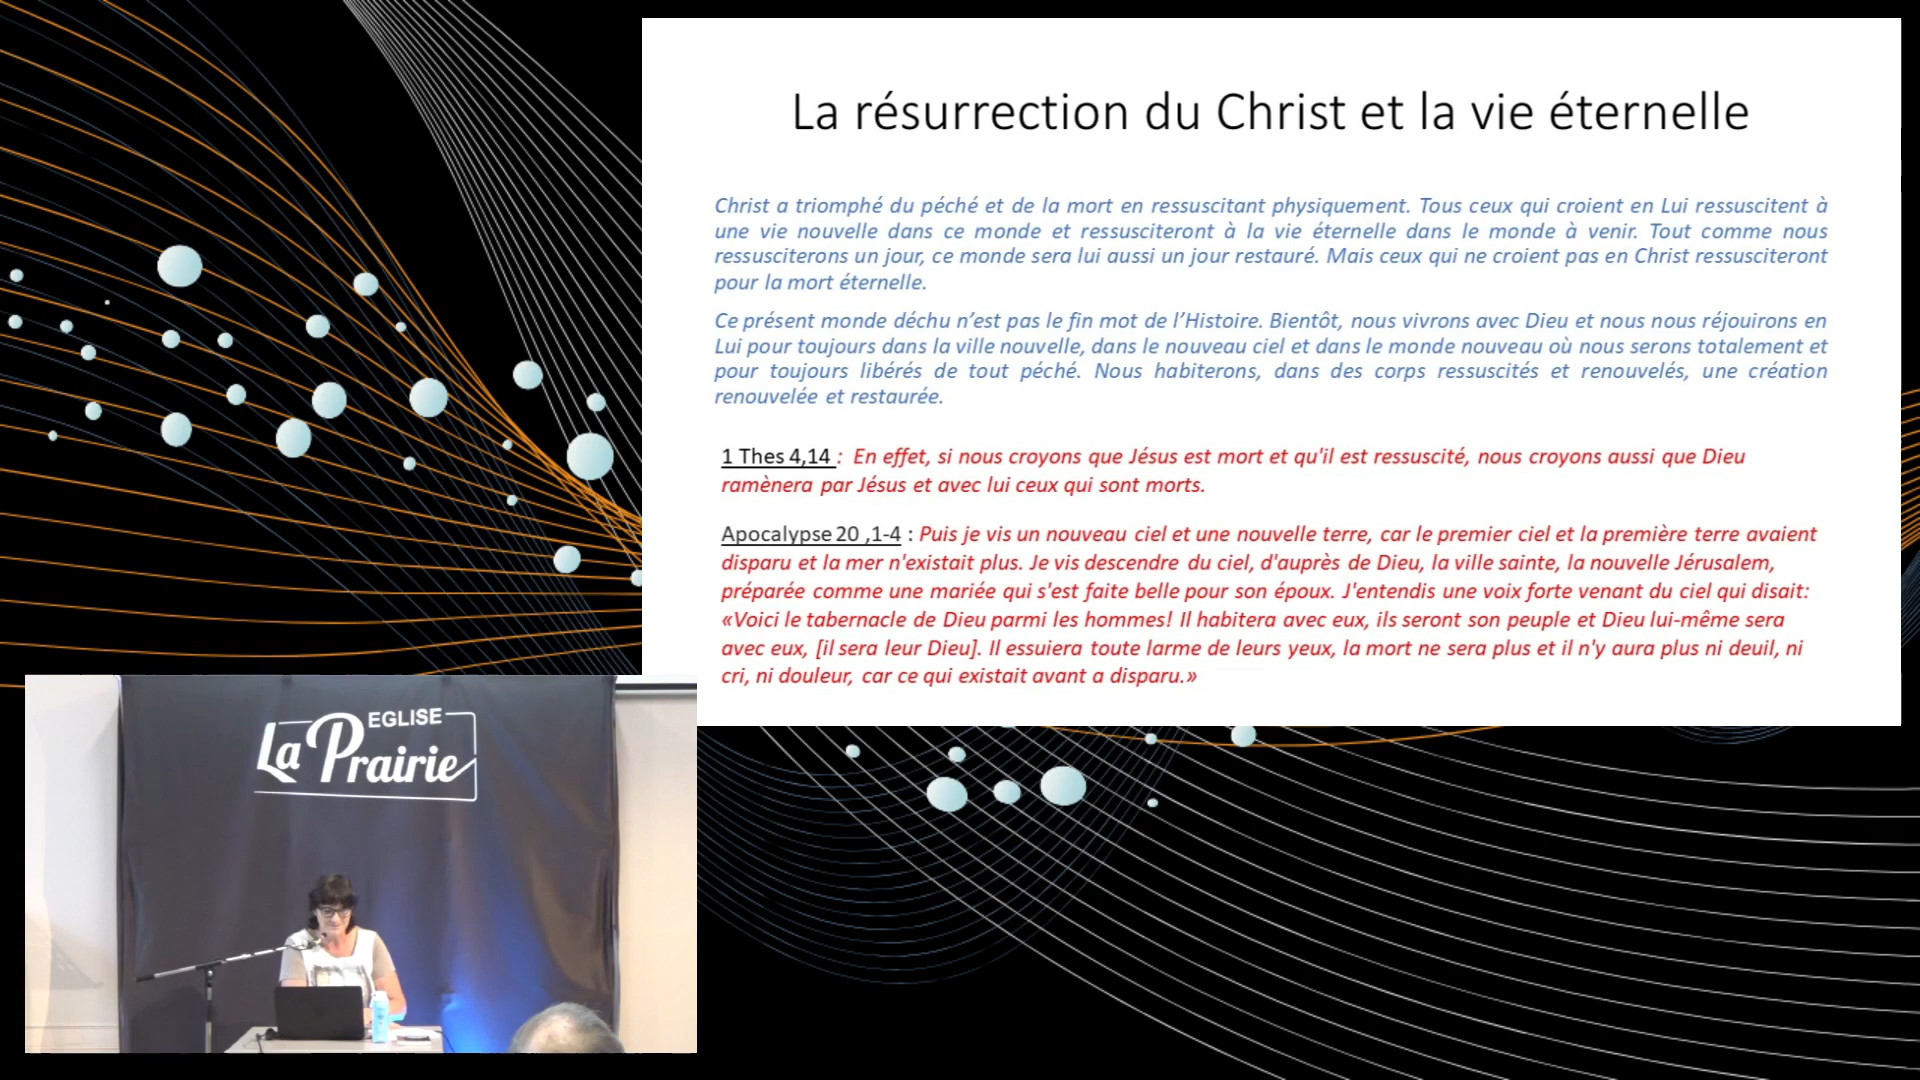 La résurrection du Christ et la vie éternelle
Christ a triomphé du péché et de la mort en ressuscitant physiquement. Tous ceux qui croient en Lui ressuscitent à
une vie nouvelle dans ce monde et ressusciteront à la vie éternelle dans le monde à venir. Tout comme nous
ressusciterons un jour, ce monde sera lui aussi un jour restauré. Mais ceux qui ne croient pas en Christ ressusciteront
pour la mort éternelle.
Ce présent monde déchu n’est pas le fin mot de l’Histoire. Bientôt, nous vivrons avec Dieu et nous nous réjouirons en
Lui pour toujours dans la ville nouvelle, dans le nouveau ciel et dans le monde nouveau où nous serons totalement et
pour toujours libérés de tout péché. Nous habiterons, dans des corps ressuscités et renouvelés, une création
renouvelée et restaurée.
1 Thes 4,14 : En effet, si nous croyons que Jésus est mort et qu'il est ressuscité, nous croyons aussi que Dieu
ramènera par Jésus et avec lui ceux qui sont morts.
Apocalypse 20 ,1-4 : Puis je vis un nouveau ciel et une nouvelle terre, car le premier ciel et la première terre avaient
disparu et la mer n'existait plus. Je vis descendre du ciel, d'auprès de Dieu, la ville sainte, la nouvelle Jérusalem,
préparée comme une mariée qui s'est faite belle pour son époux. J'entendis une voix forte venant du ciel qui disait:
«Voici le tabernacle de Dieu parmi les hommes! Il habitera avec eux, ils seront son peuple et Dieu lui-même sera
avec eux, [il sera leur Dieu]. Il essuiera toute larme de leurs yeux, la mort ne sera plus et il n'y aura plus ni deuil, ni
cri, ni douleur, car ce qui existait avant a disparu.»
EGLISE
La Prairie